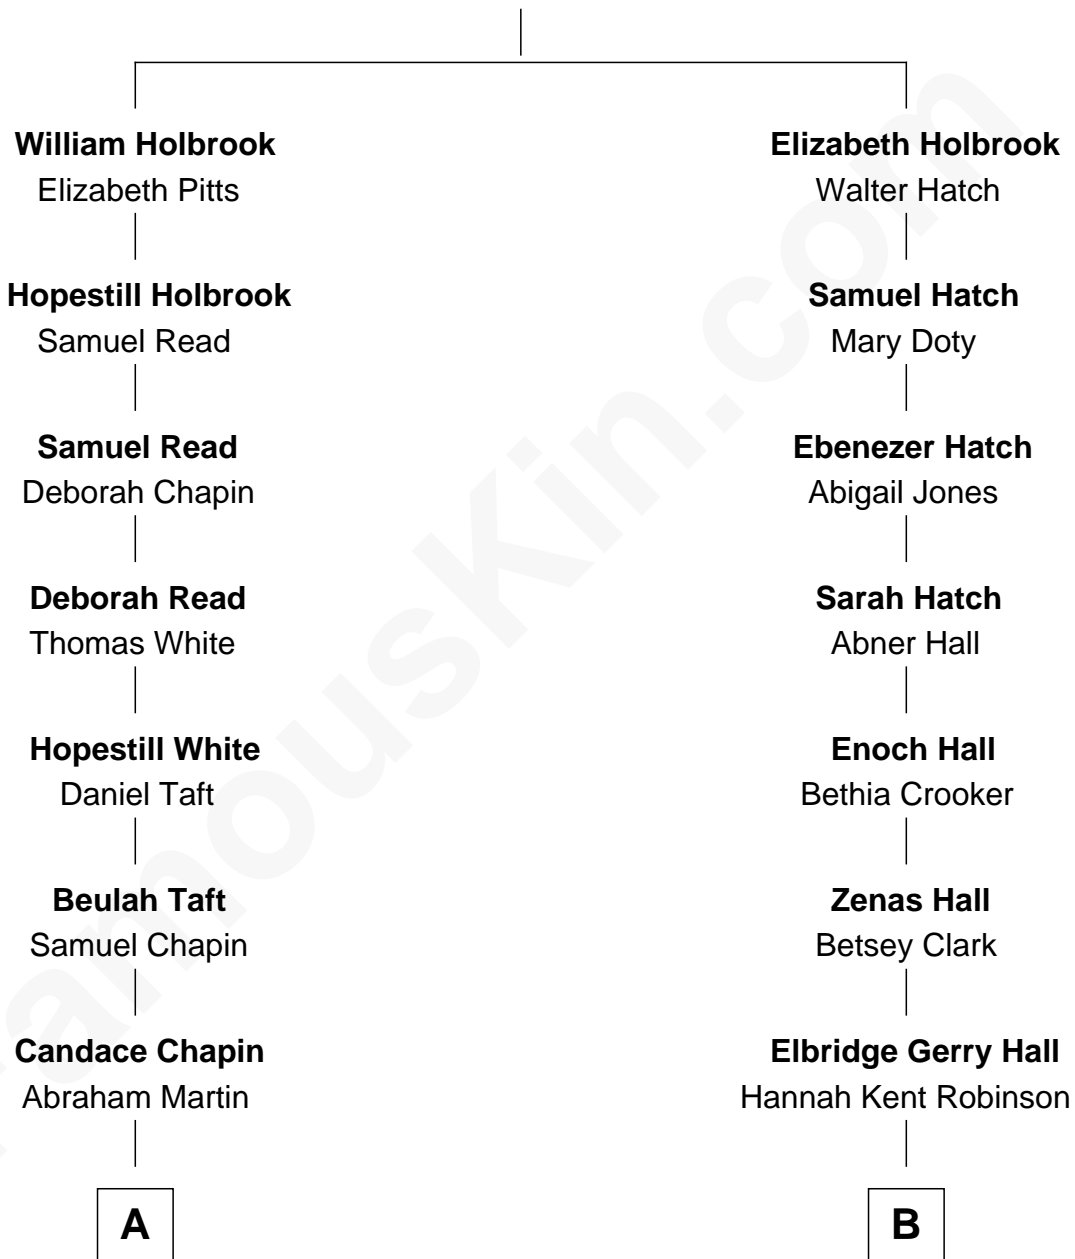 William Holbrook
Elizabeth Pitts
Hopestill Holbrook
Samuel Read
Samuel Read
Deborah Chapin
Deborah Read
Thomas White
Hopestill White
Daniel Taft
Beulah Taft
Samuel Chapin
Candace Chapin
Abraham Martin
A
Elizabeth Holbrook
Walter Hatch
Samuel Hatch
Mary Doty
Ebenezer Hatch
Abigail Jones
Sarah Hatch
Abner Hall
Enoch Hall
Bethia Crooker
Zenas Hall
Betsey Clark
Elbridge Gerry Hall
Hannah Kent Robinson
B
FamousKin.com